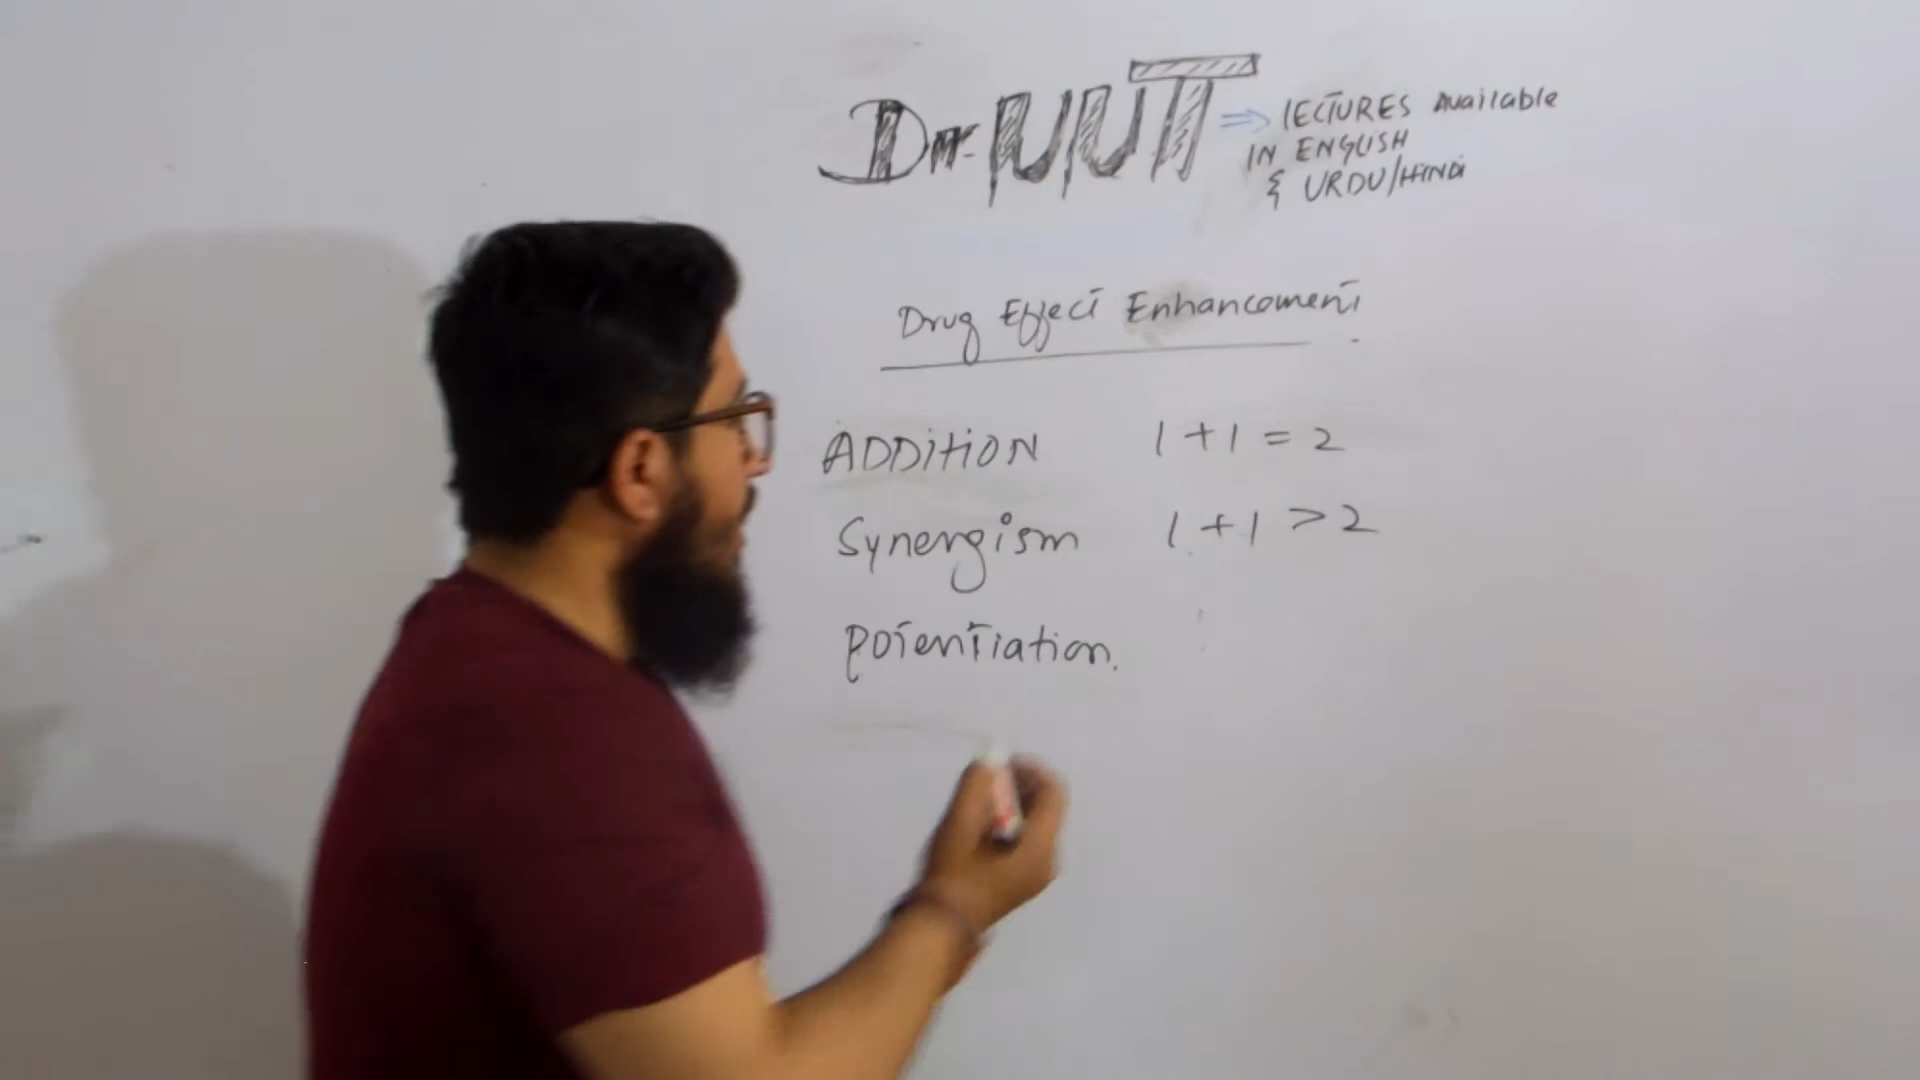 Dr. UUT ⇒ LECTURES Available
IN ENGLISH
& URDU/HINDI
Drug Effect Enhancement.
ADDITION 1 + 1 = 2
Synergism 1 + 1 > 2
Potentiation.